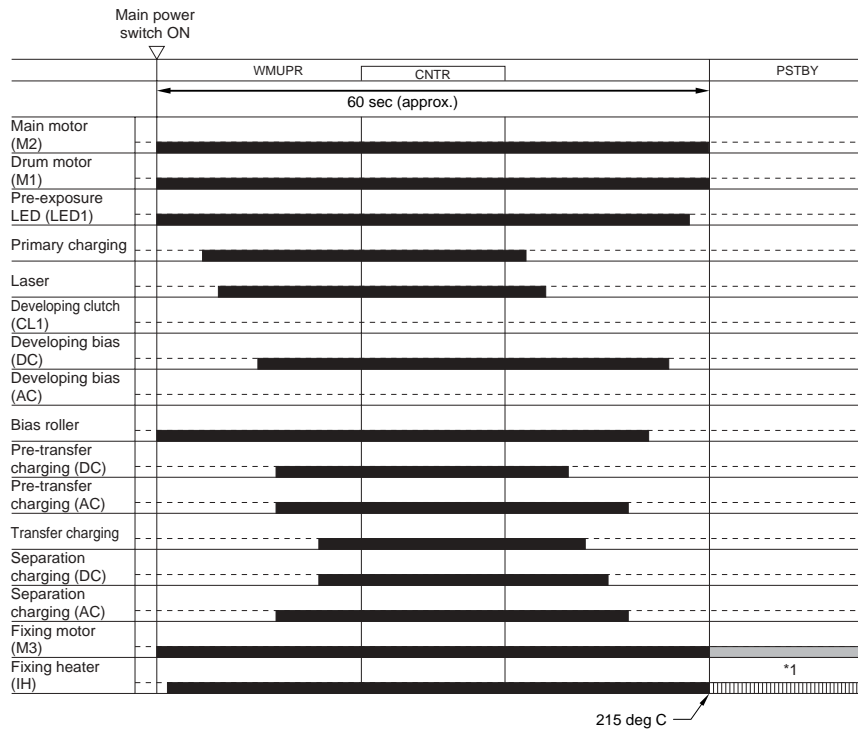 Main power
switch ON
WMUPR
CNTR
PSTBY
60 sec (approx.)
Main motor
(M2)
Drum motor
(M1)
Pre-exposure
LED (LED1)
Primary charging
Laser
Developing clutch
(CL1)
Developing bias
(DC)
Developing bias
(AC)
Bias roller
Pre-transfer
charging (DC)
Pre-transfer
charging (AC)
Transfer charging
Separation
charging (DC)
Separation
charging (AC)
Fixing motor
(M3)
Fixing heater
(IH)
*1
215 deg C